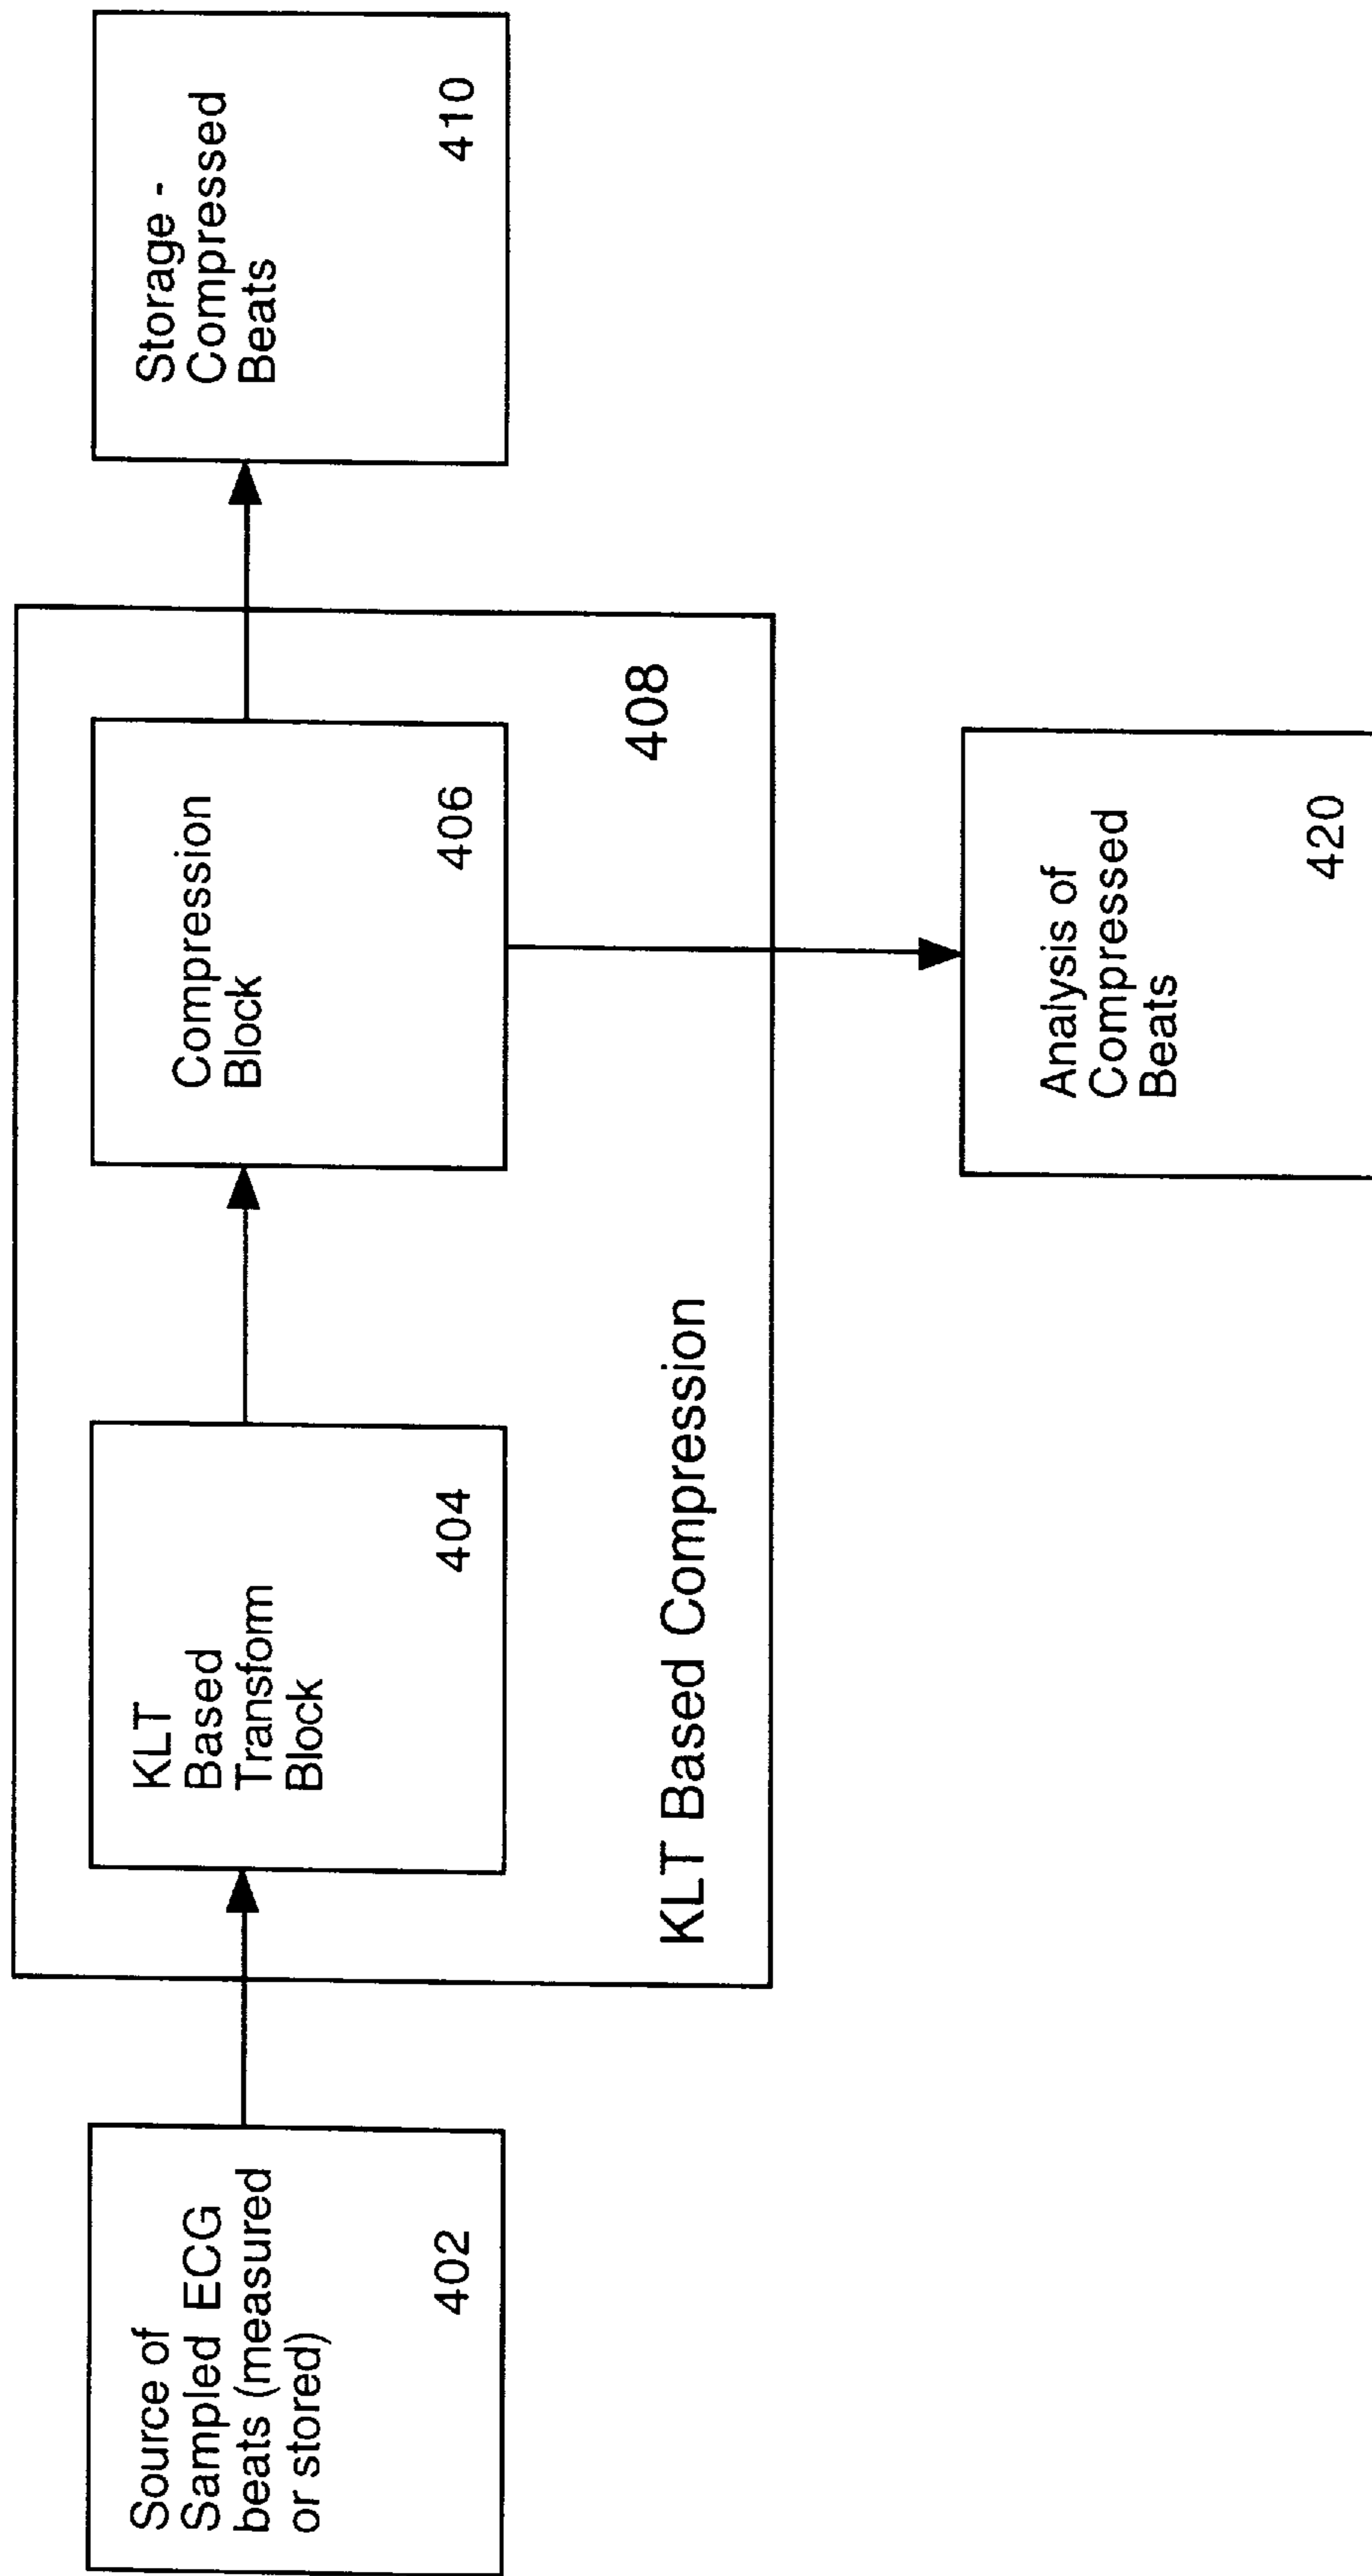 Source of
Sampled ECG
beats (measured
or stored)
402
KLT
Based
Transform
Block
404
Compression
Block
406
KLT Based Compression
408
Storage -
Compressed
Beats
410
Analysis of
Compressed
Beats
420